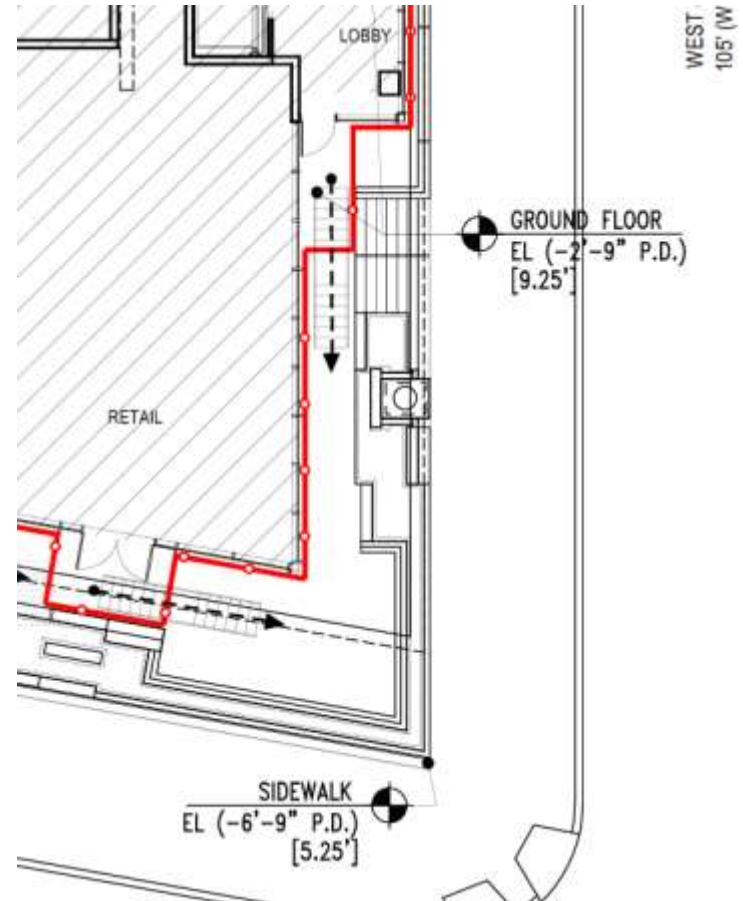 LOBBY
WEST
105' (W
GROUND FLOOR
EL (-2'-9" P.D.)
[9.25']
RETAIL
SIDEWALK
EL (-6'-9" P.D.)
[5.25']